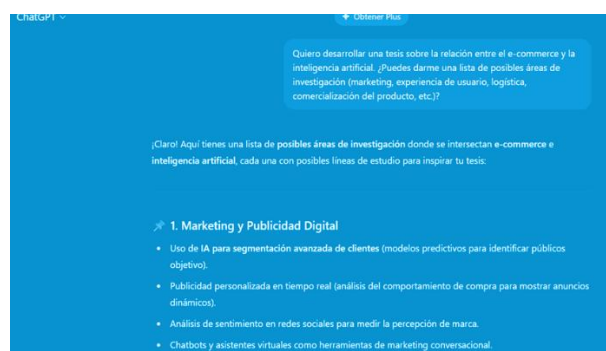 ChatGPT
Obtener Plus
Quiero desarrollar una tesis sobre la relación entre el e-commerce y la
inteligencia artificial. ¿Puedes darme una lista de posibles áreas de
investigación (marketing, experiencia de usuario, logística,
comercialización del producto, etc.)?
¡Claro! Aquí tienes una lista de posibles áreas de investigación donde se intersectan e-commerce e
inteligencia artificial, cada una con posibles líneas de estudio para inspirar tu tesis:
1. Marketing y Publicidad Digital
• Uso de IA para segmentación avanzada de clientes (modelos predictivos para identificar públicos
objetivo).
• Publicidad personalizada en tiempo real (análisis del comportamiento de compra para mostrar anuncios
dinámicos).
• Análisis de sentimiento en redes sociales para medir la percepción de marca.
• Chatbots y asistentes virtuales como herramientas de marketing conversacional.